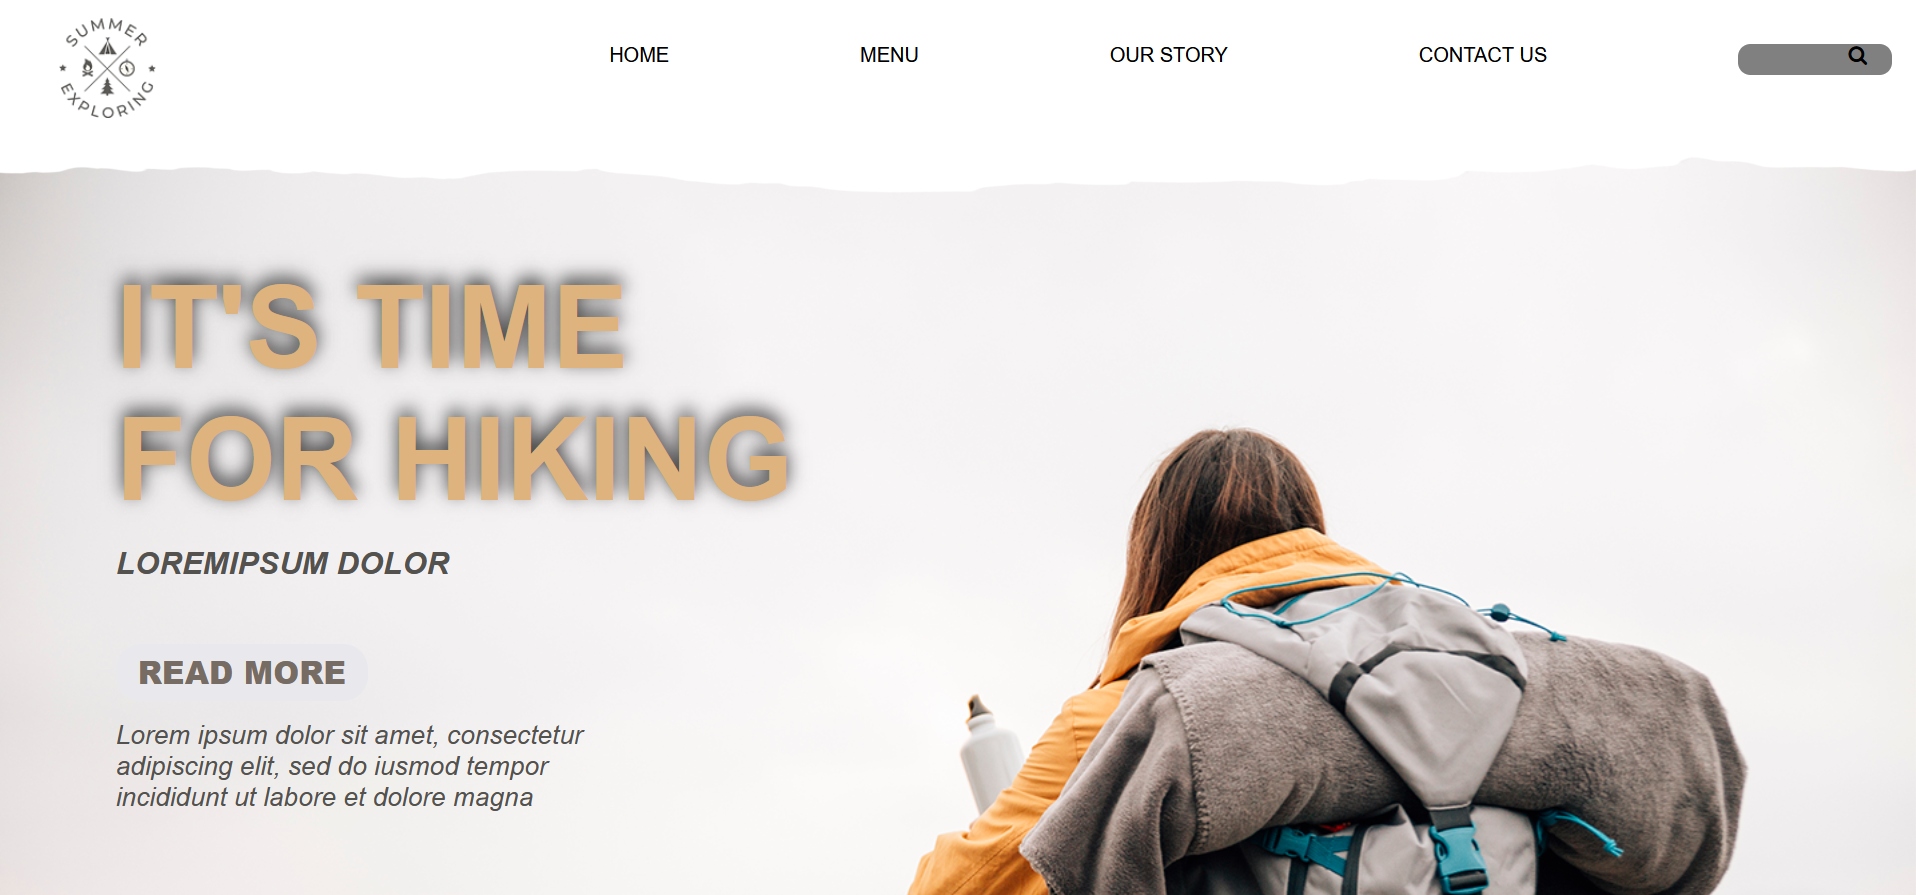 SUMMER
EXPLORING
HOME
MENU
OUR STORY
CONTACT US
IT'S TIME
FOR HIKING
LOREMIPSUM DOLOR
READ MORE
Lorem ipsum dolor sit amet, consectetur
adipiscing elit, sed do iusmod tempor
incididunt ut labore et dolore magna